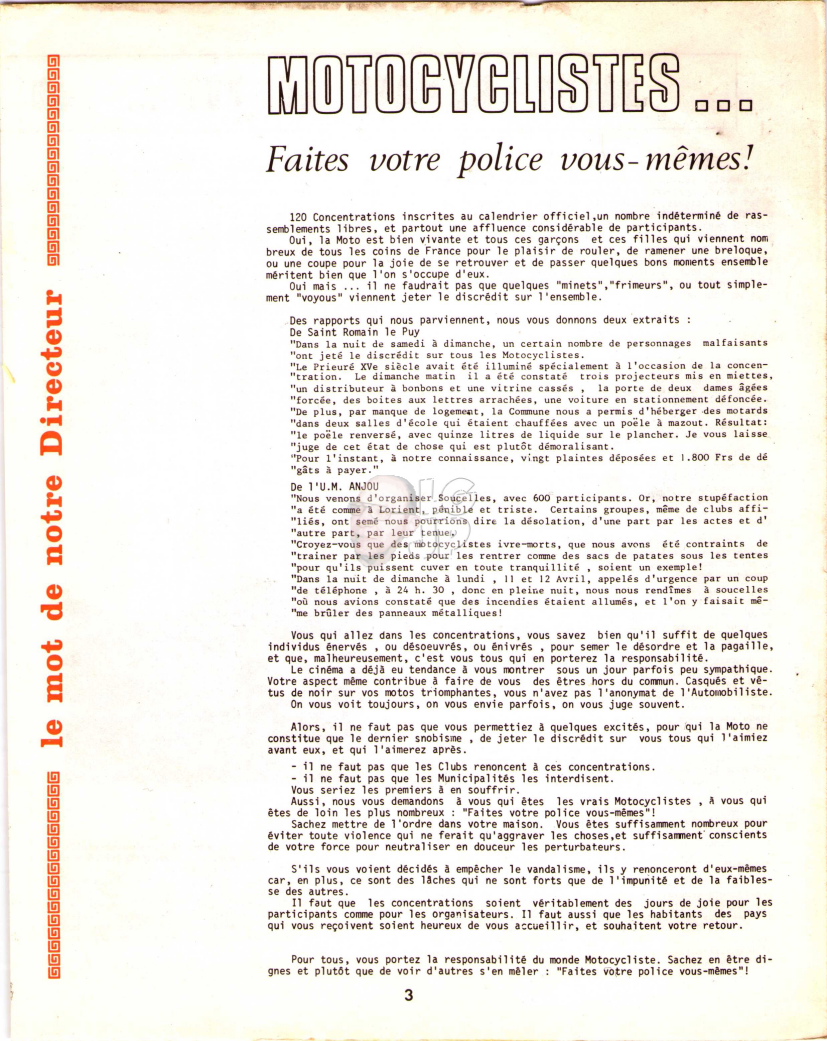 le mot de notre Directeur
MOTOCYCLISTES ...
Faites votre police vous-mêmes!
120 Concentrations inscrites au calendrier officiel,un nombre indéterminé de ras-
semblements libres, et partout une affluence considérable de participants.
Oui, la Moto est bien vivante et tous ces garçons et ces filles qui viennent nom
breux de tous les coins de France pour le plaisir de rouler, de ramener une breloque,
ou une coupe pour la joie de se retrouver et de passer quelques bons moments ensemble
méritent bien que l'on s'occupe d'eux.
Oui mais ... il ne faudrait pas que quelques "minets","frimeurs", ou tout simple-
ment "voyous" viennent jeter le discrédit sur l'ensemble.
Des rapports qui nous parviennent, nous vous donnons deux extraits :
De Saint Romain le Puy
"Dans la nuit de samedi à dimanche, un certain nombre de personnages malfaisants
"ont jeté le discrédit sur tous les Motocyclistes.
"Le Prieuré XVe siècle avait été illuminé spécialement à l'occasion de la concen-
"tration. Le dimanche matin il a été constaté trois projecteurs mis en miettes,
"un distributeur à bonbons et une vitrine cassés , la porte de deux dames âgées
"forcée, des boites aux lettres arrachées, une voiture en stationnement défoncée.
"De plus, par manque de logement, la Commune nous a permis d'héberger des motards
"dans deux salles d'école qui étaient chauffées avec un poële à mazout. Résultat:
"le poële renversé, avec quinze litres de liquide sur le plancher. Je vous laisse
"juge de cet état de chose qui est plutôt démoralisant.
"Pour l'instant, à notre connaissance, vingt plaintes déposées et 1.800 Frs de dé
"gâts à payer."
De l'U.M. ANJOU
"Nous venons d'organiser Soucelles, avec 600 participants. Or, notre stupéfaction
"a été comme à Lorient, pénible et triste. Certains groupes, même de clubs affi-
"liés, ont semé nous pourrions dire la désolation, d'une part par les actes et d'
"autre part, par leur tenue.
"Croyez-vous que des motocyclistes ivre-morts, que nous avons été contraints de
"trainer par les pieds pour les rentrer comme des sacs de patates sous les tentes
"pour qu'ils puissent cuver en toute tranquillité , soient un exemple!
"Dans la nuit de dimanche à lundi , 11 et 12 Avril, appelés d'urgence par un coup
"de téléphone , à 24 h. 30 , donc en pleine nuit, nous nous rendîmes à soucelles
"où nous avions constaté que des incendies étaient allumés, et l'on y faisait mê-
"me brûler des panneaux métalliques!
Vous qui allez dans les concentrations, vous savez bien qu'il suffit de quelques
individus énervés , ou désoeuvrés, ou énivrés , pour semer le désordre et la pagaille,
et que, malheureusement, c'est vous tous qui en porterez la responsabilité.
Le cinéma a déjà eu tendance à vous montrer sous un jour parfois peu sympathique.
Votre aspect même contribue à faire de vous des êtres hors du commun. Casqués et vê-
tus de noir sur vos motos triomphantes, vous n'avez pas l'anonymat de l'Automobiliste.
On vous voit toujours, on vous envie parfois, on vous juge souvent.
Alors, il ne faut pas que vous permettiez à quelques excités, pour qui la Moto ne
constitue que le dernier snobisme , de jeter le discrédit sur vous tous qui l'aimiez
avant eux, et qui l'aimerez après.
- il ne faut pas que les Clubs renoncent à ces concentrations.
- il ne faut pas que les Municipalités les interdisent.
Vous seriez les premiers à en souffrir.
Aussi, nous vous demandons à vous qui êtes les vrais Motocyclistes , à vous qui
êtes de loin les plus nombreux : "Faites votre police vous-mêmes"!
Sachez mettre de l'ordre dans votre maison. Vous êtes suffisamment nombreux pour
éviter toute violence qui ne ferait qu'aggraver les choses,et suffisamment conscients
de votre force pour neutraliser en douceur les perturbateurs.
S'ils vous voient décidés à empêcher le vandalisme, ils y renonceront d'eux-mêmes
car, en plus, ce sont des lâches qui ne sont forts que de l'impunité et de la faibles-
se des autres.
Il faut que les concentrations soient véritablement des jours de joie pour les
participants comme pour les organisateurs. Il faut aussi que les habitants des pays
qui vous reçoivent soient heureux de vous accueillir, et souhaitent votre retour.
Pour tous, vous portez la responsabilité du monde Motocycliste. Sachez en être di-
gnes et plutôt que de voir d'autres s'en mêler : "Faites votre police vous-mêmes"!
3